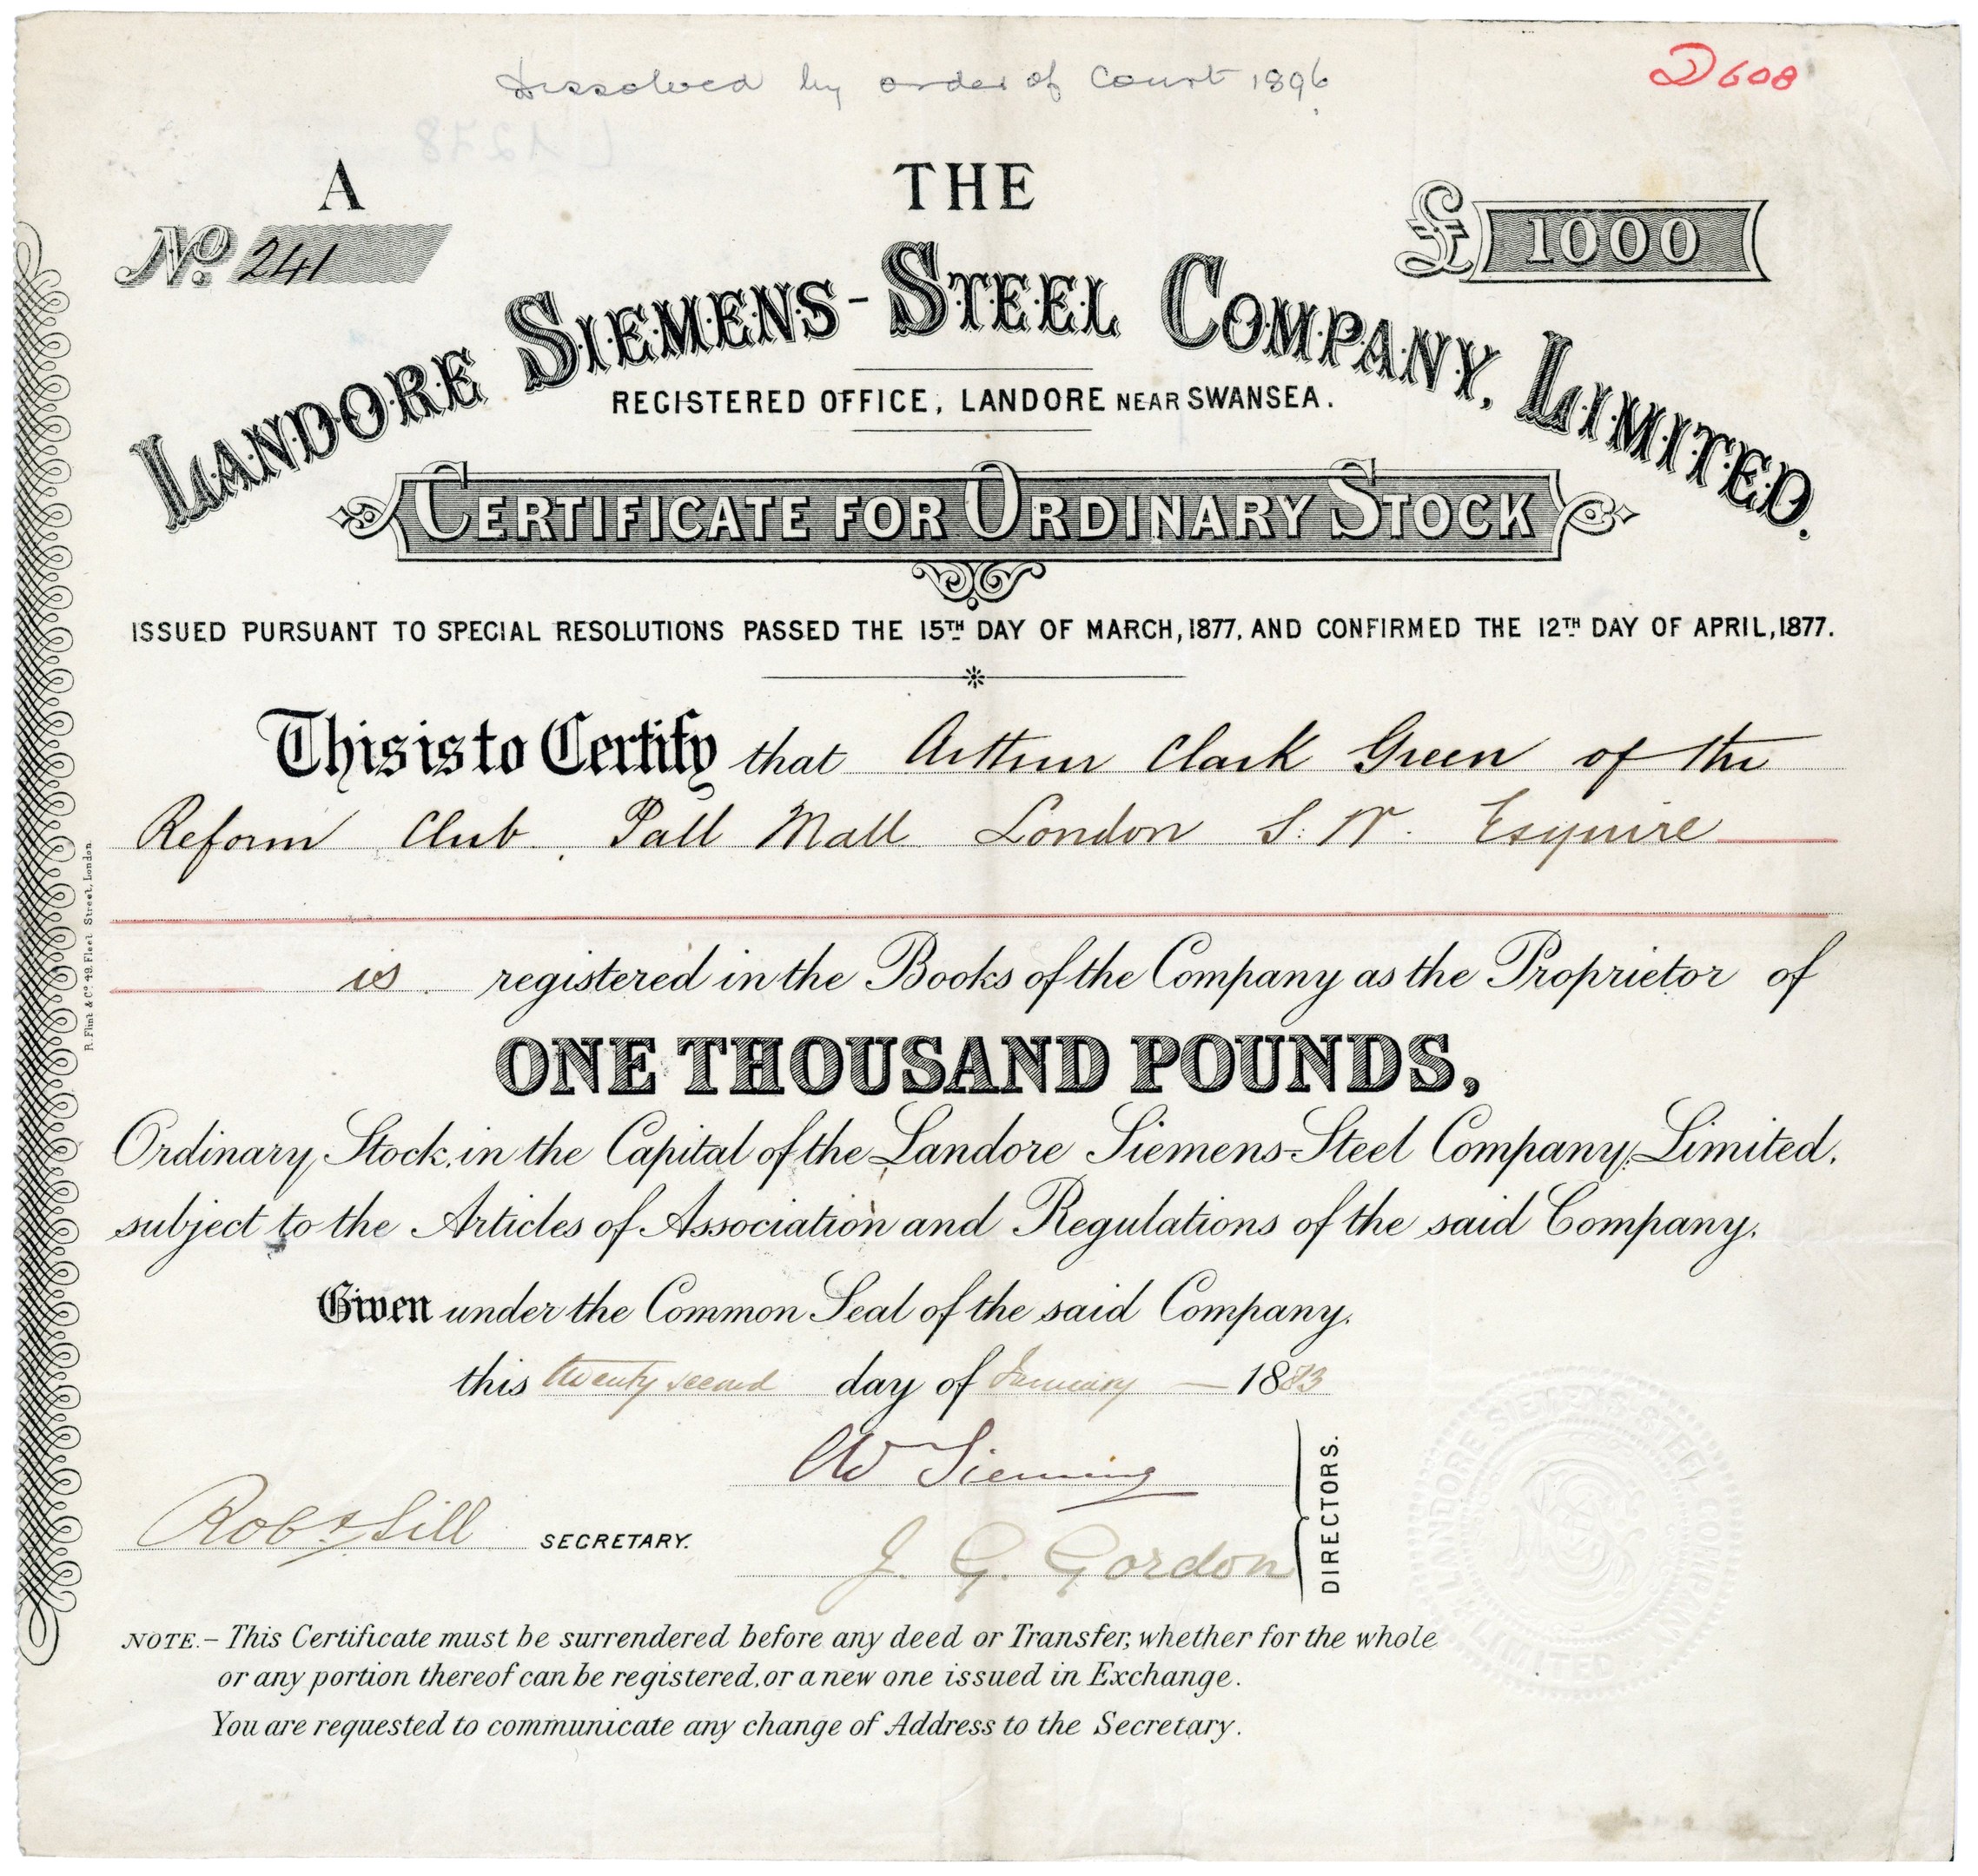 Dissolved by order of Court 1896
D608
A
THE
No. 241
£1000
LANDORE SIEMENS-STEEL COMPANY, LIMITED.
REGISTERED OFFICE, LANDORE NEAR SWANSEA.
CERTIFICATE FOR ORDINARY STOCK
ISSUED PURSUANT TO SPECIAL RESOLUTIONS PASSED THE 15TH DAY OF MARCH, 1877, AND CONFIRMED THE 12TH DAY OF APRIL, 1877.
This is to Certify that Arthur Clark Green of the
Reform Club. Pall Mall London S: W. Esquire
is registered in the Books of the Company as the Proprietor of
ONE THOUSAND POUNDS,
Ordinary Stock, in the Capital of the Landore Siemens-Steel Company, Limited,
subject to the Articles of Association and Regulations of the said Company.
Given under the Common Seal of the said Company,
this twenty second day of January 1883
CW Siemens
Robt Sill SECRETARY.
J. G. Gordon
DIRECTORS.
NOTE.– This Certificate must be surrendered before any deed or Transfer, whether for the whole
or any portion thereof can be registered, or a new one issued in Exchange.
You are requested to communicate any change of Address to the Secretary.
R. Flint & Co. 49, Fleet Street, London.
LANDORE SIEMENS STEEL COMPANY LIMITED